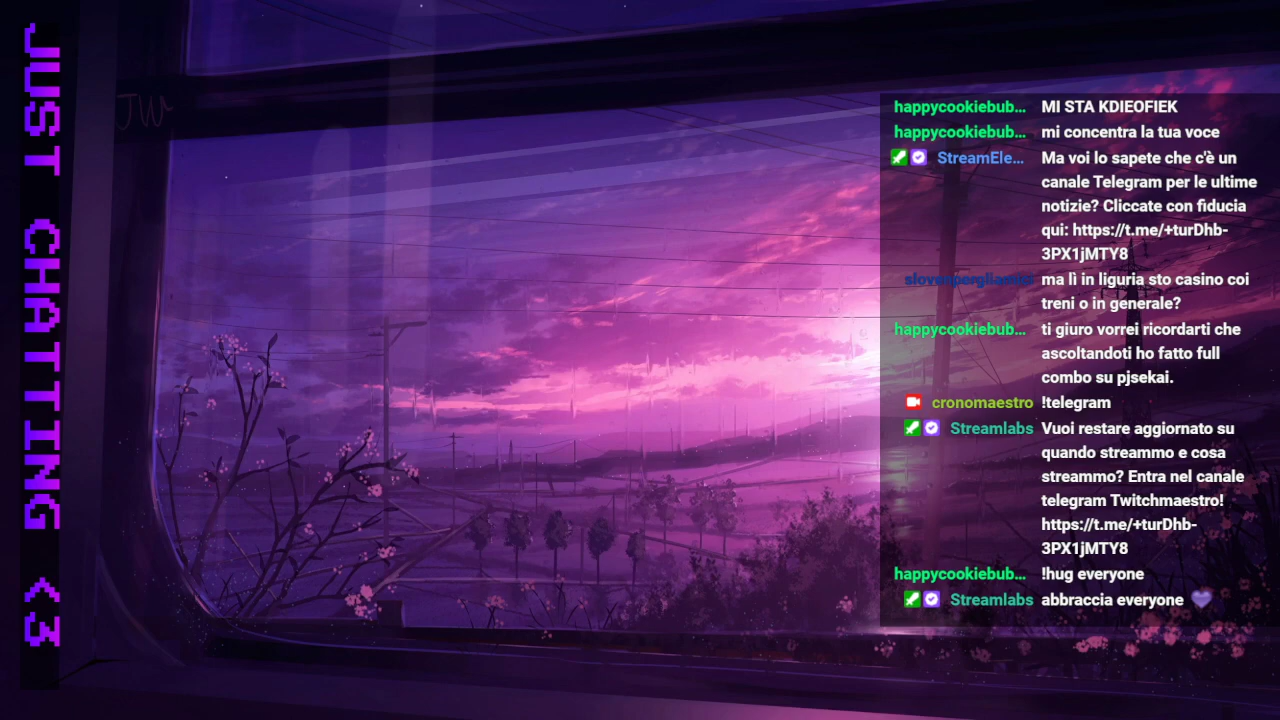 JUST CHATTING <3
JW
happycookiebub... MI STA KDIEOFIEK
happycookiebub... mi concentra la tua voce
StreamEle... Ma voi lo sapete che c'è un
canale Telegram per le ultime
notizie? Cliccate con fiducia
qui: https://t.me/+turDhb-
3PX1jMTY8
ma lì in liguria sto casino coi
treni o in generale?
happycookiebub... ti giuro vorrei ricordarti che
ascoltandoti ho fatto full
combo su pjsekai.
cronomaestro !telegram
Streamlabs Vuoi restare aggiornato su
quando streammo e cosa
streammo? Entra nel canale
telegram Twitchmaestro!
https://t.me/+turDhb-
3PX1jMTY8
happycookiebub... !hug everyone
Streamlabs abbraccia everyone